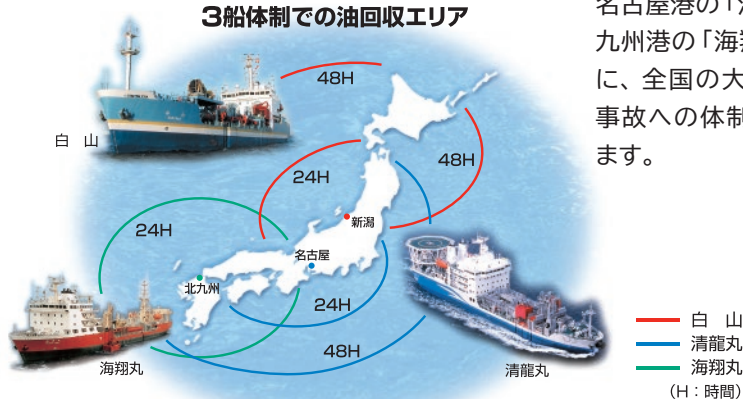 3船体制での油回収エリア
名古屋港の「
九州港の「海翔
に、全国の大
事故への体制
ます。
48H
白　山
24H
48H
新潟
24H
名古屋
北九州
24H
48H
海翔丸
清龍丸
白　山
清龍丸
海翔丸
（H：時間）